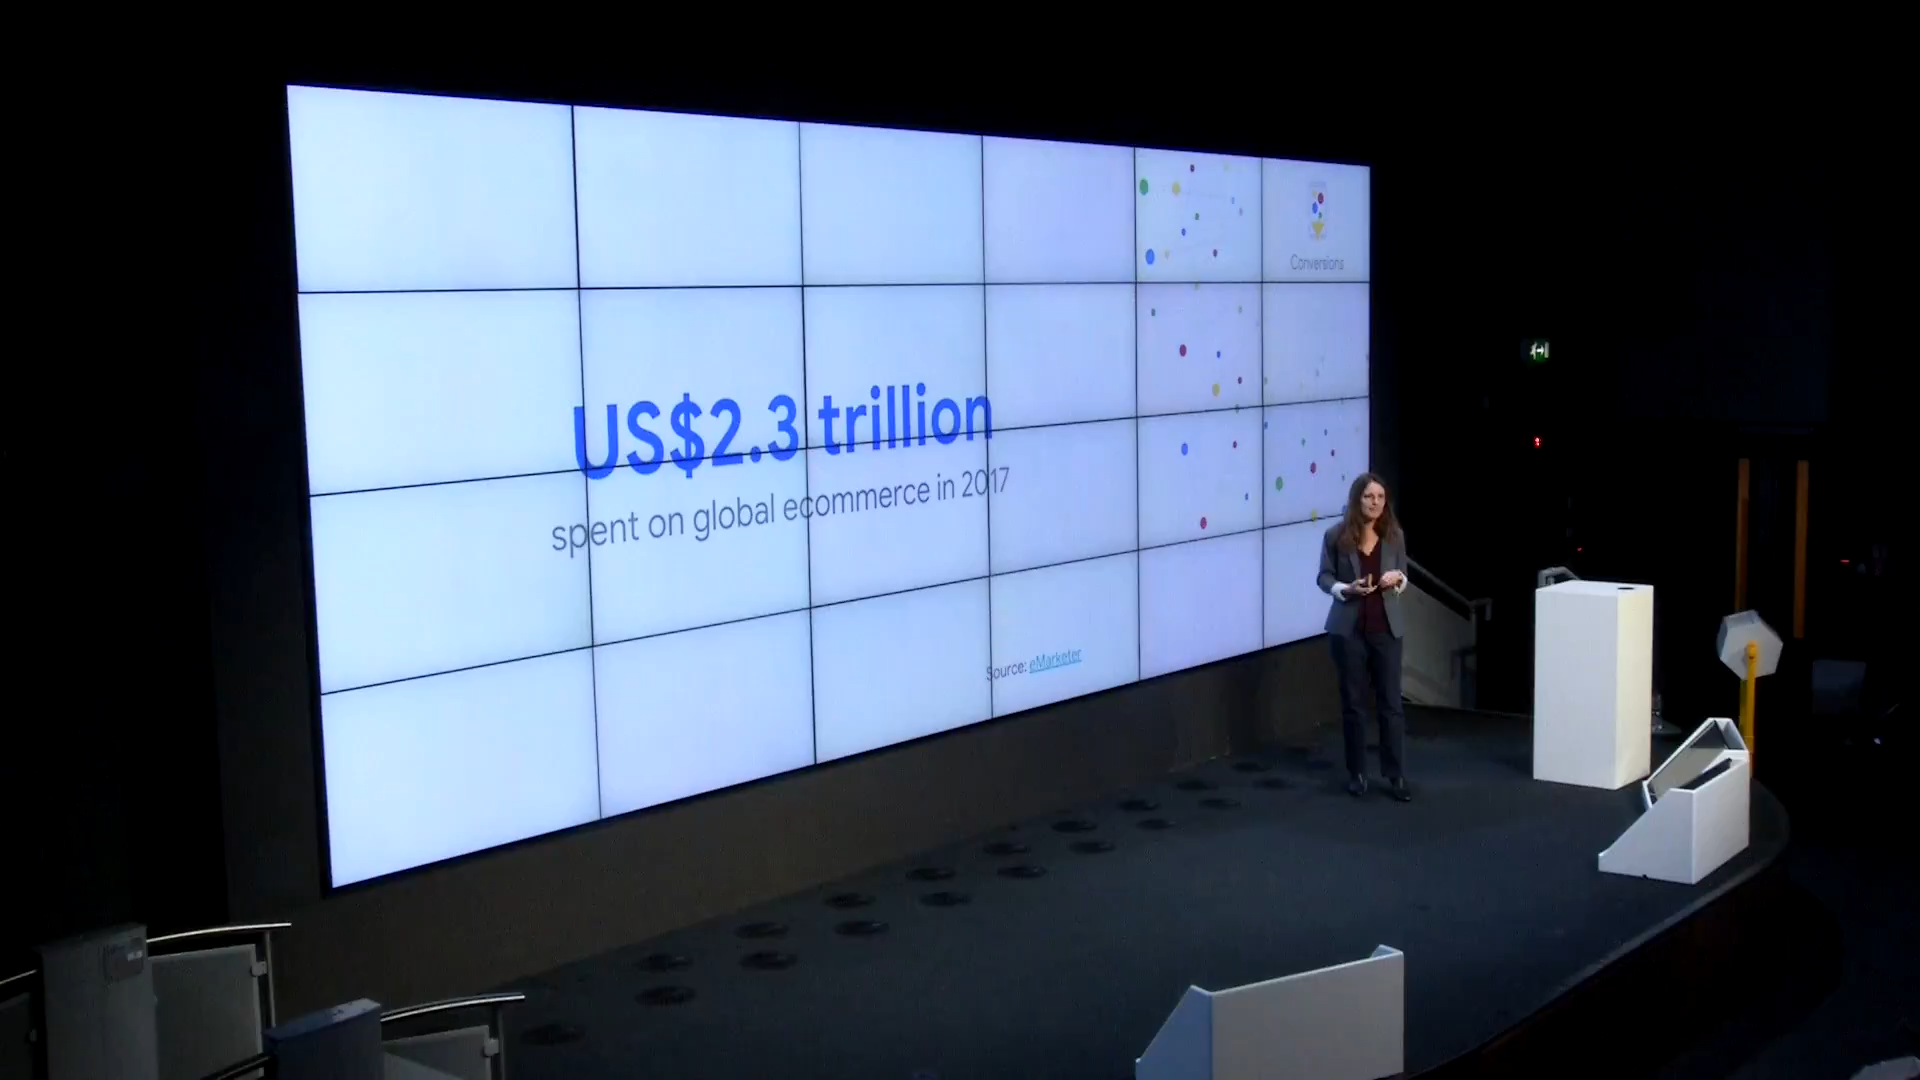 Conversions
US$2.3 trillion
spent on global ecommerce in 2017
Source: eMarketer